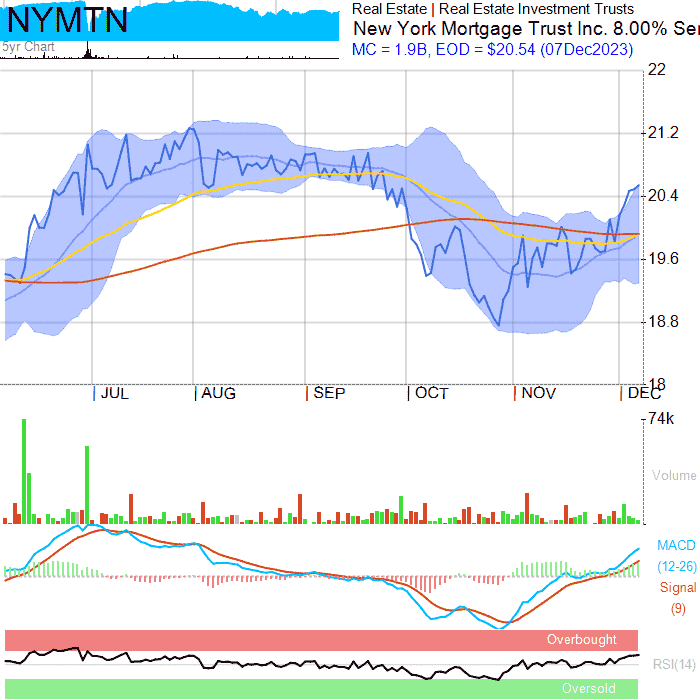 NYMTN
5yr Chart
Real Estate | Real Estate Investment Trusts
New York Mortgage Trust Inc. 8.00% Ser
MC = 1.9B, EOD = $20.54 (07Dec2023)
22
21.2
20.4
19.6
18.8
18
JUL
AUG
SEP
OCT
NOV
DEC
74k
Volume
MACD
(12-26)
Signal
(9)
Overbought
RSI(14)
Oversold